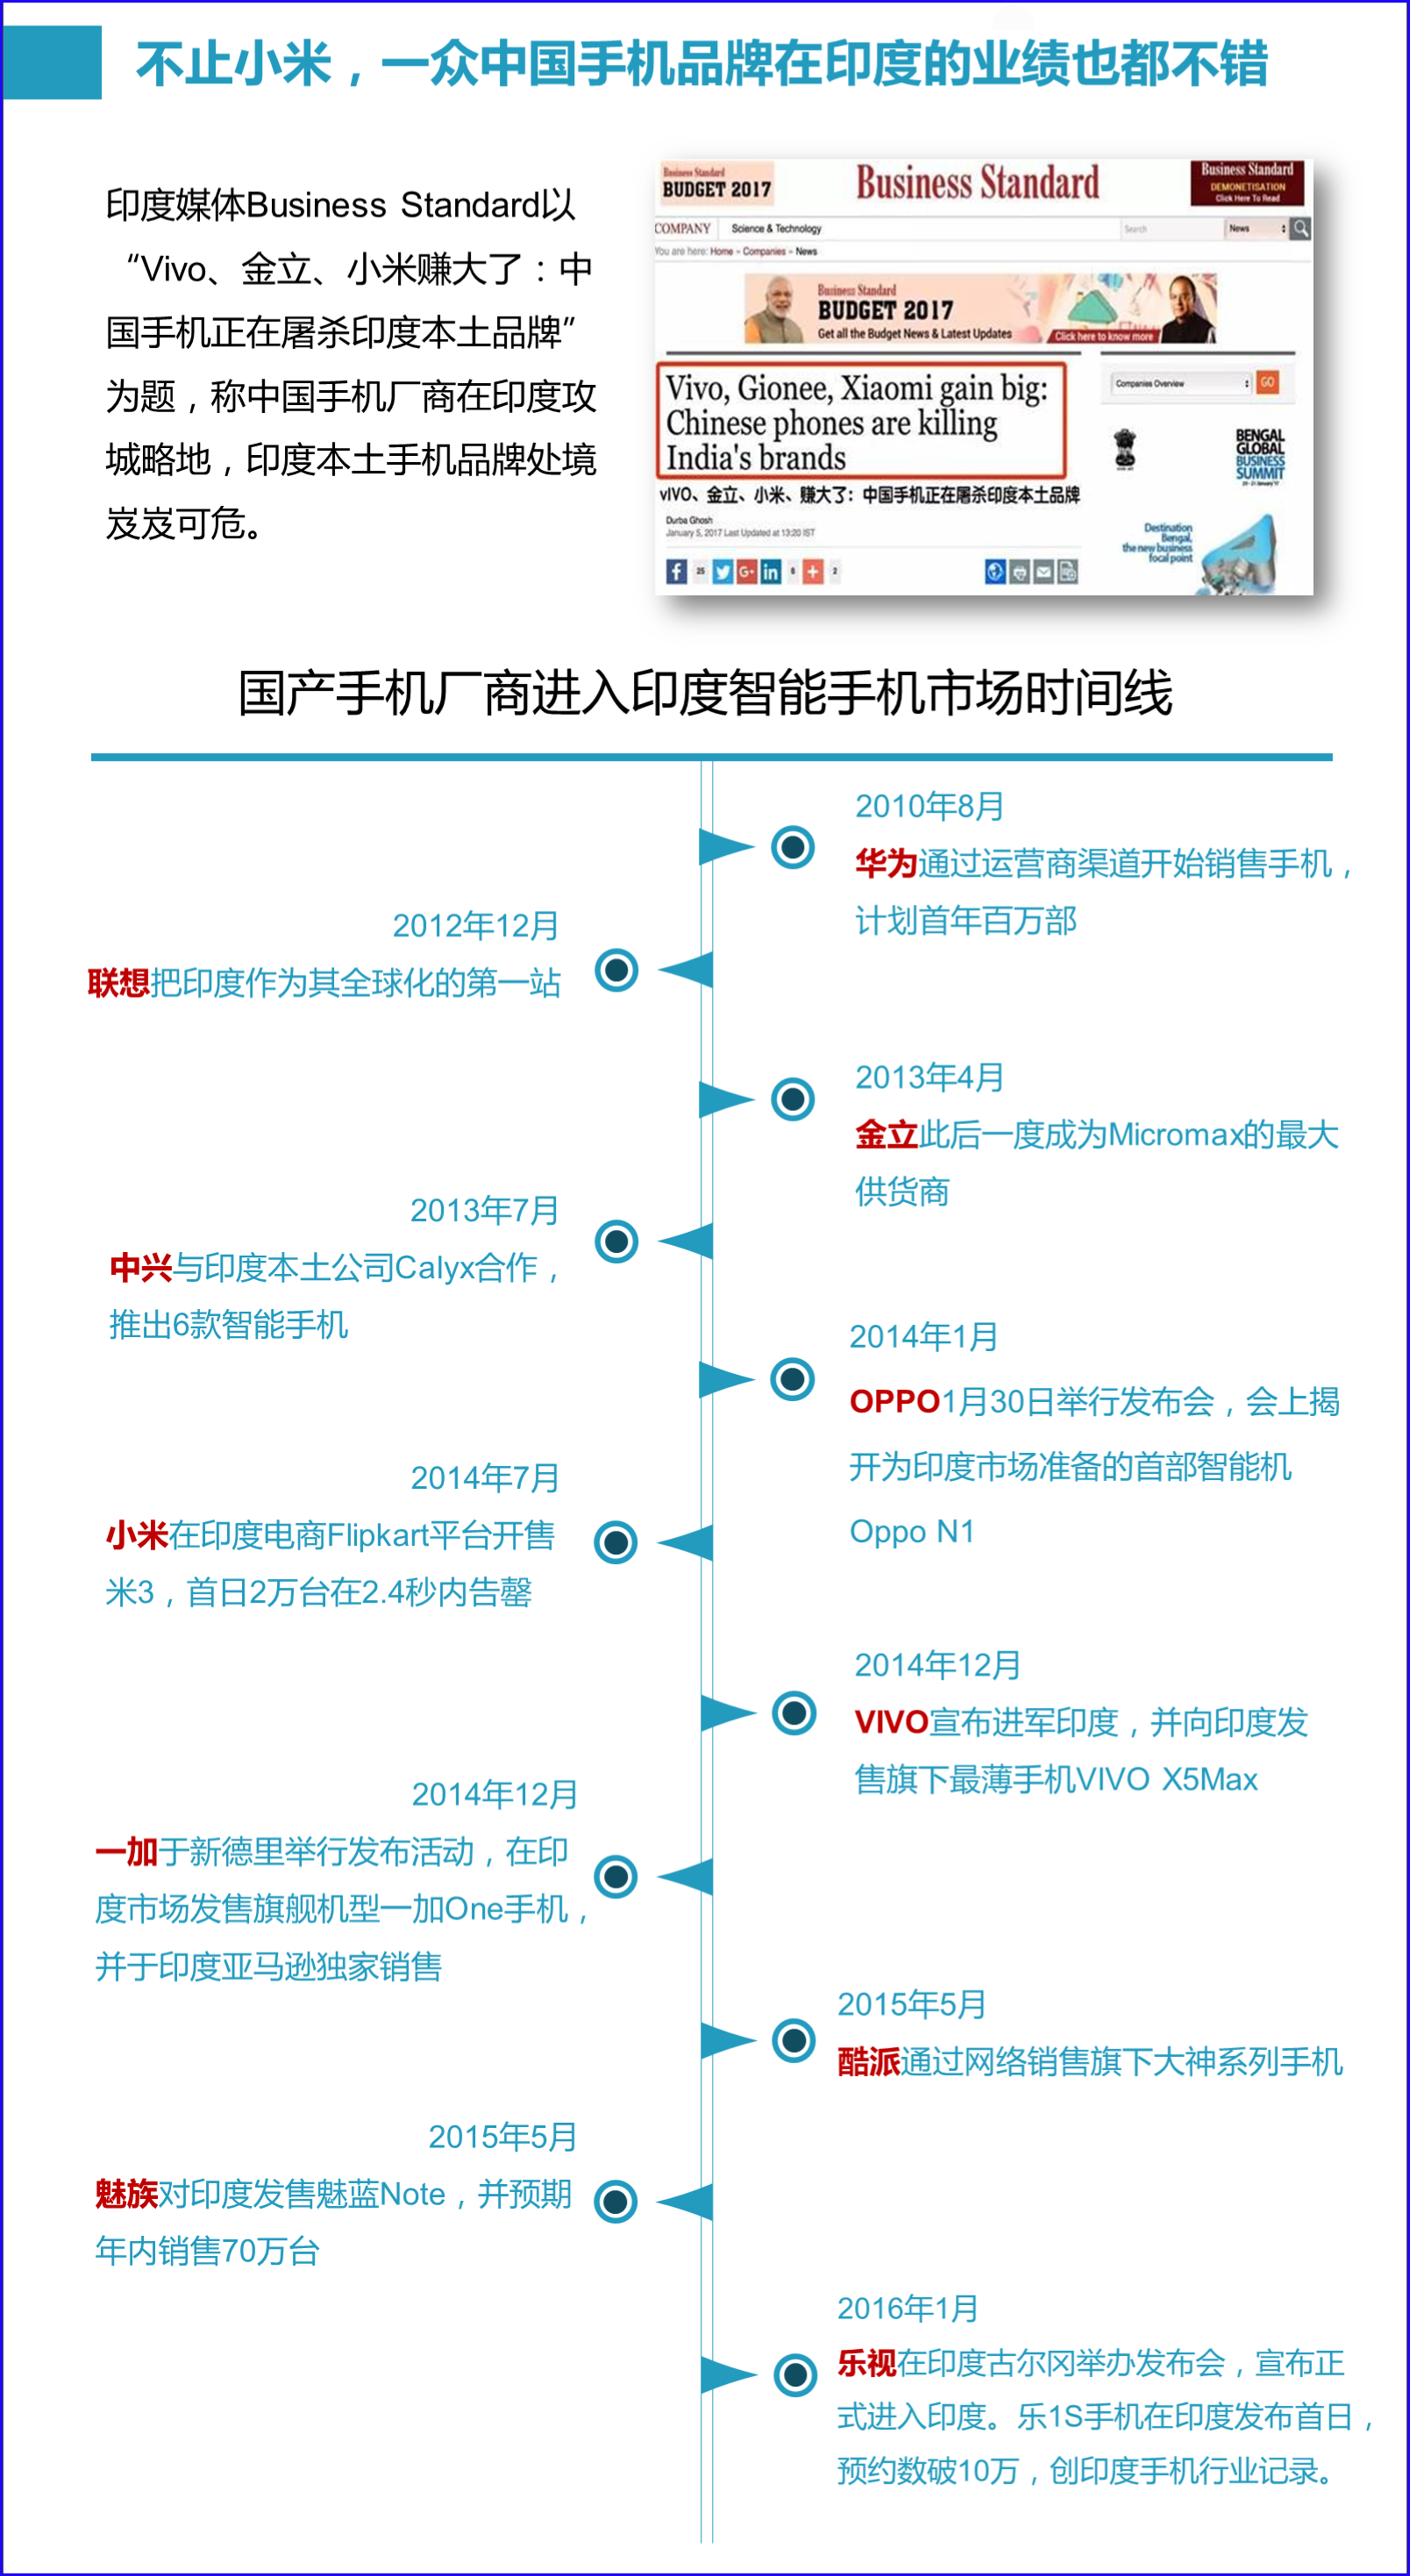 不止小米，一众中国手机品牌在印度的业绩也都不错
印度媒体Business Standard以
“Vivo、金立、小米赚大了：中
国手机正在屠杀印度本土品牌”
为题，称中国手机厂商在印度攻
城略地，印度本土手机品牌处境
岌岌可危。
Business Standard
BUDGET 2017
Business Standard
Business Standard
DEMONETISATION
Click Here To Read
COMPANY
Science & Technology
Search
News
You are here: Home » Companies » News
Business Standard
BUDGET 2017
Get all the Budget News & Latest Updates
Click here to know more
Vivo, Gionee, Xiaomi gain big:
Chinese phones are killing
India's brands
Companies Overview
GO
BENGAL
GLOBAL
BUSINESS
SUMMIT
vIVO、金立、小米、赚大了：中国手机正在屠杀印度本土品牌
Durba Ghosh
January 5, 2017 Last Updated at 13:20 IST
Destination
Bengal,
the new business
focal point
25
6
2
国产手机厂商进入印度智能手机市场时间线
2010年8月
华为通过运营商渠道开始销售手机，
计划首年百万部
2012年12月
联想把印度作为其全球化的第一站
2013年4月
金立此后一度成为Micromax的最大
供货商
2013年7月
中兴与印度本土公司Calyx合作，
推出6款智能手机
2014年1月
OPPO1月30日举行发布会，会上揭
开为印度市场准备的首部智能机
Oppo N1
2014年7月
小米在印度电商Flipkart平台开售
米3，首日2万台在2.4秒内告罄
2014年12月
VIVO宣布进军印度，并向印度发
售旗下最薄手机VIVO X5Max
2014年12月
一加于新德里举行发布活动，在印
度市场发售旗舰机型一加One手机，
并于印度亚马逊独家销售
2015年5月
酷派通过网络销售旗下大神系列手机
2015年5月
魅族对印度发售魅蓝Note，并预期
年内销售70万台
2016年1月
乐视在印度古尔冈举办发布会，宣布正
式进入印度。乐1S手机在印度发布首日，
预约数破10万，创印度手机行业记录。